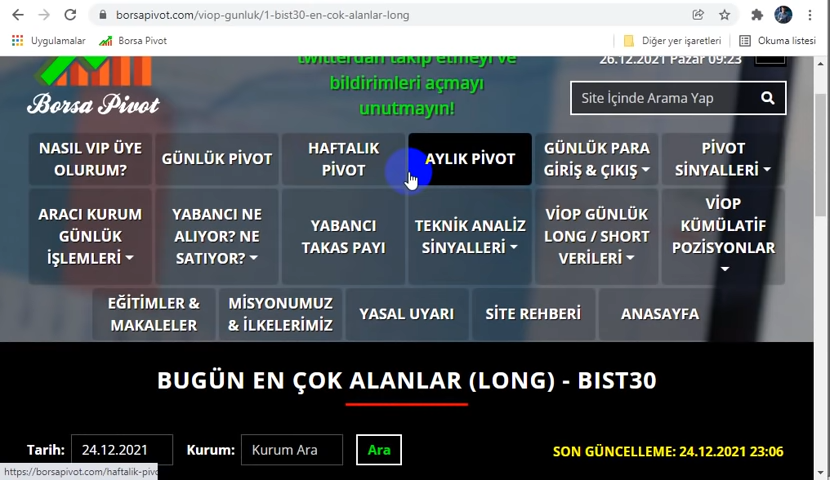 borsapivot.com/viop-gunluk/1-bist30-en-cok-alanlar-long
Uygulamalar
Borsa Pivot
Diğer yer işaretleri
Okuma listesi
twitterdan takip etmeyi ve
bildirimleri açmayı
unutmayın!
26.12.2021 Pazar 09:23
Borsa Pivot
Site İçinde Arama Yap
NASIL VIP ÜYE
OLURUM?
GÜNLÜK PİVOT
HAFTALIK
PİVOT
AYLIK PİVOT
GÜNLÜK PARA
GİRİŞ & ÇIKIŞ
PİVOT
SİNYALLERİ
ARACI KURUM
GÜNLÜK
İŞLEMLERİ
YABANCI NE
ALIYOR? NE
SATIYOR?
YABANCI
TAKAS PAYI
TEKNİK ANALİZ
SİNYALLERİ
VİOP GÜNLÜK
LONG / SHORT
VERİLERİ
VİOP
KÜMÜLATİF
POZİSYONLAR
EĞİTİMLER &
MAKALELER
MİSYONUMUZ
& İLKELERİMİZ
YASAL UYARI
SİTE REHBERİ
ANASAYFA
BUGÜN EN ÇOK ALANLAR (LONG) - BIST30
Tarih: 24.12.2021 Kurum: Kurum Ara Ara
SON GÜNCELLEME: 24.12.2021 23:06
https://borsapivot.com/haftalik-pivo